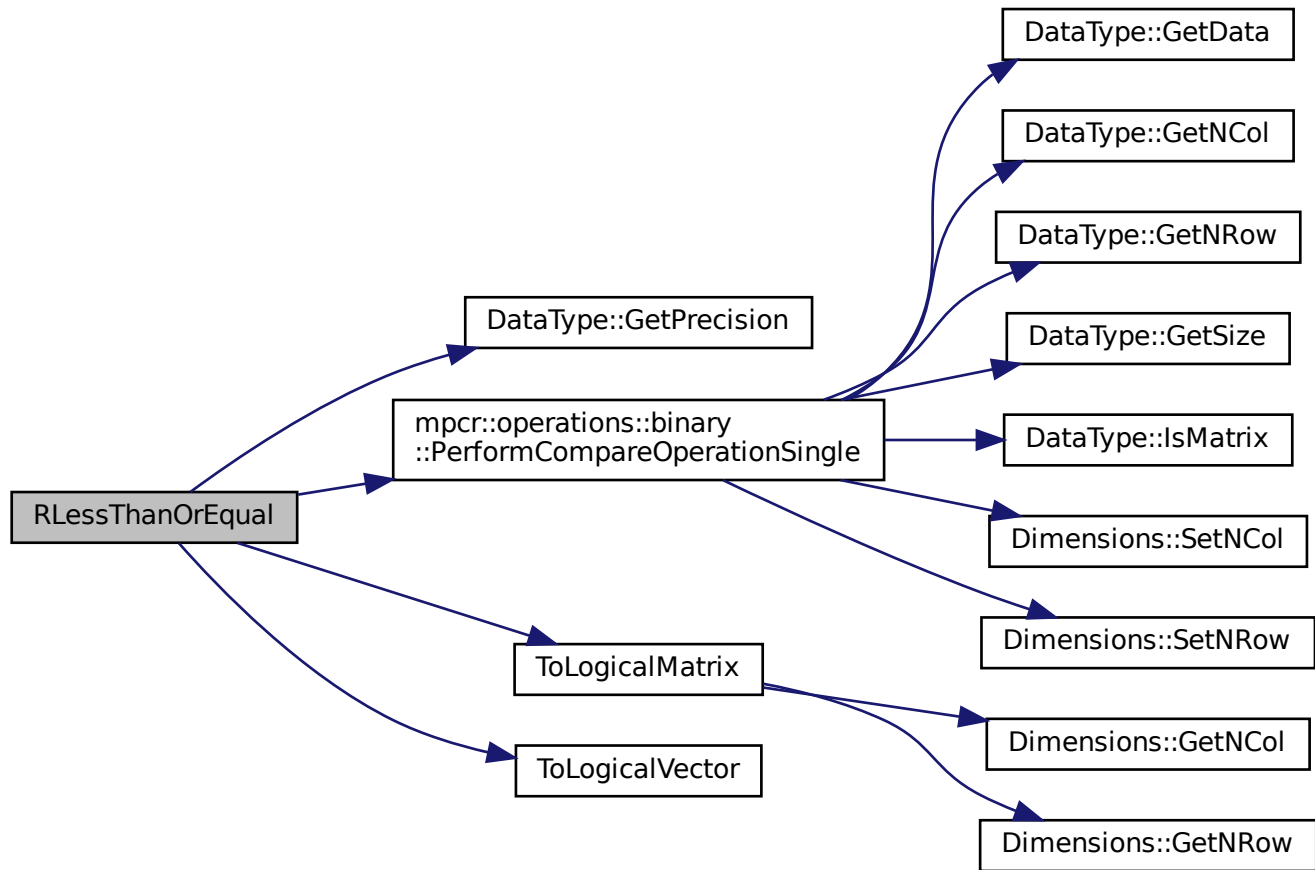 DataType::GetData
DataType::GetNCol
DataType::GetNRow
DataType::GetPrecision
DataType::GetSize
mpcr::operations::binary
::PerformCompareOperationSingle
DataType::IsMatrix
RLessThanOrEqual
Dimensions::SetNCol
Dimensions::SetNRow
ToLogicalMatrix
Dimensions::GetNCol
ToLogicalVector
Dimensions::GetNRow